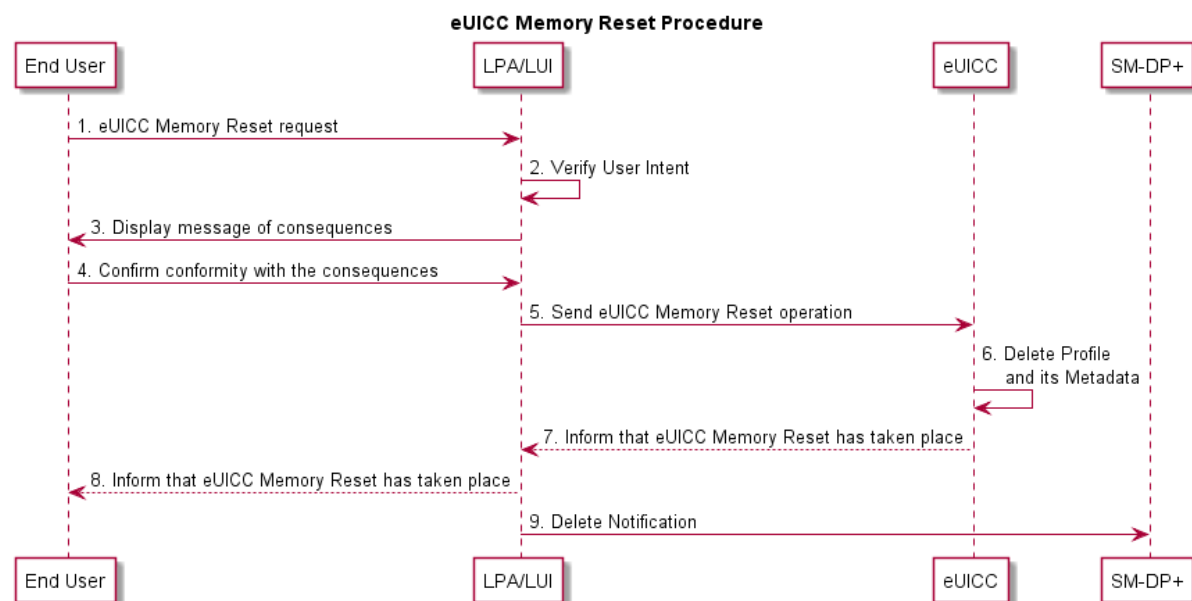 eUICC Memory Reset Procedure
End User
LPA/LUI
eUICC
SM-DP+
1. eUICC Memory Reset request
2. Verify User Intent
3. Display message of consequences
4. Confirm conformity with the consequences
5. Send eUICC Memory Reset operation
6. Delete Profile
and its Metadata
7. Inform that eUICC Memory Reset has taken place
8. Inform that eUICC Memory Reset has taken place
9. Delete Notification
End User
LPA/LUI
eUICC
SM-DP+